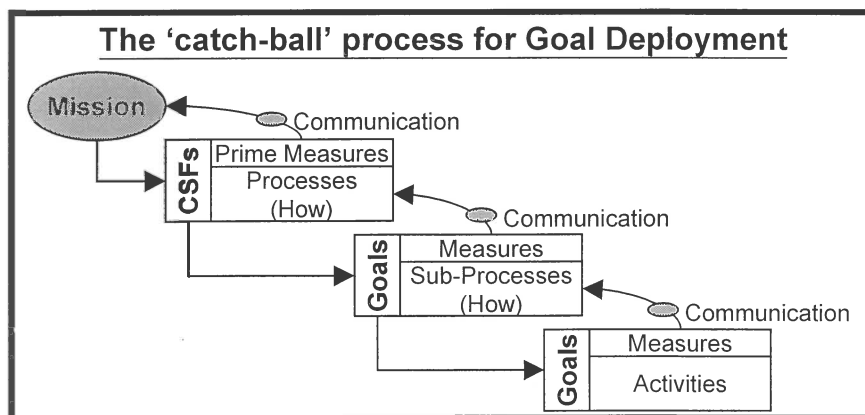 The ‘catch-ball’ process for Goal Deployment
Mission
Communication
CSFs
Prime Measures
Processes
(How)
Communication
Goals
Measures
Sub-Processes
(How)
Communication
Goals
Measures
Activities